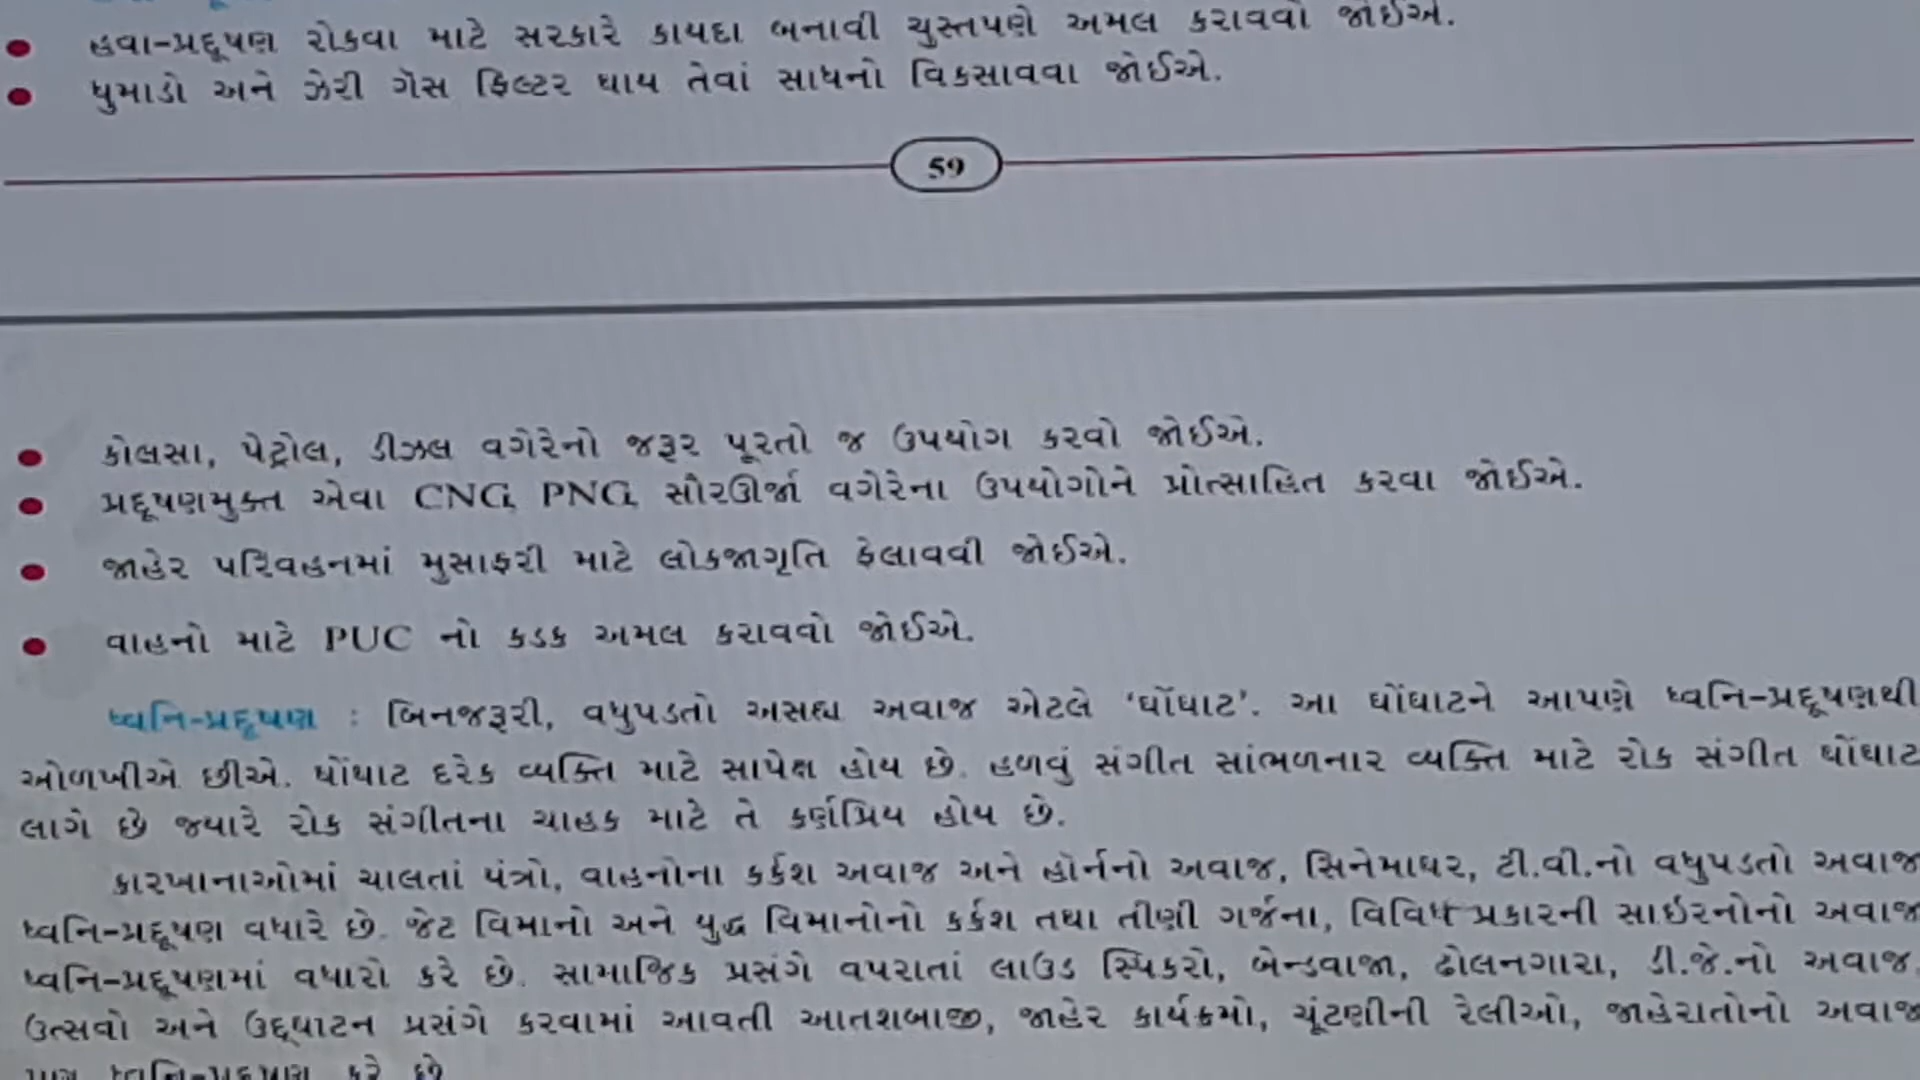 હવા-પ્રદૂષણ રોકવા માટે સરકારે કાયદા બનાવી ચુસ્તપણે અમલ કરાવવો જોઈએ.
ધુમાડો અને ઝેરી ગૅસ ફિલ્ટર થાય તેવાં સાધનો વિકસાવવા જોઈએ.
59
કોલસા, પેટ્રોલ, ડીઝલ વગેરેનો જરૂર પૂરતો જ ઉપયોગ કરવો જોઈએ.
પ્રદૂષણમુક્ત એવા CNG, PNG, સૌરઊર્જા વગેરેના ઉપયોગોને પ્રોત્સાહિત કરવા જોઈએ.
જાહેર પરિવહનમાં મુસાફરી માટે લોકજાગૃતિ ફેલાવવી જોઈએ.
વાહનો માટે PUC નો કડક અમલ કરાવવો જોઈએ.
ધ્વનિ-પ્રદૂષણ : બિનજરૂરી, વધુપડતો અસહ્ય અવાજ એટલે ‘ઘોંઘાટ’. આ ઘોંઘાટને આપણે ધ્વનિ-પ્રદૂષણથી
ઓળખીએ છીએ. ઘોંઘાટ દરેક વ્યક્તિ માટે સાપેક્ષ હોય છે. હળવું સંગીત સાંભળનાર વ્યક્તિ માટે રોક સંગીત ઘોંઘાટ
લાગે છે જ્યારે રોક સંગીતના ચાહક માટે તે કર્ણપ્રિય હોય છે.
કારખાનાઓમાં ચાલતાં યંત્રો, વાહનોના કર્કશ અવાજ અને હોર્નનો અવાજ, સિનેમાઘર, ટી.વી.નો વધુપડતો અવાજ
ધ્વનિ-પ્રદૂષણ વધારે છે. જેટ વિમાનો અને યુદ્ધ વિમાનોનો કર્કશ તથા તીણી ગર્જના, વિવિધ પ્રકારની સાઇરનોનો અવાજ
ધ્વનિ-પ્રદૂષણમાં વધારો કરે છે. સામાજિક પ્રસંગે વપરાતાં લાઉડ સ્પિકરો, બેન્ડવાજા, ઢોલનગારા, ડી.જે.નો અવાજ,
ઉત્સવો અને ઉદ્ઘાટન પ્રસંગે કરવામાં આવતી આતશબાજી, જાહેર કાર્યક્રમો, ચૂંટણીની રેલીઓ, જાહેરાતોનો અવાજ
પણ ધ્વનિ-પ્રદૂષણ કરે છે